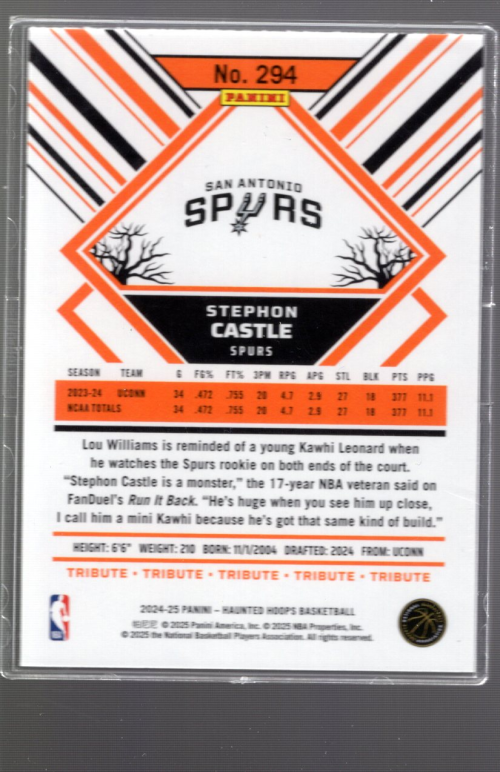 No. 294
PANINI
SAN ANTONIO
SPURS
STEPHON
CASTLE
SPURS
SEASON TEAM G FG% FT% 3PM RPG APG STL BLK PTS PPG
2023-24 UCONN 34 .472 .755 20 4.7 2.9 27 18 377 11.1
NCAA TOTALS 34 .472 .755 20 4.7 2.9 27 18 377 11.1
Lou Williams is reminded of a young Kawhi Leonard when
he watches the Spurs rookie on both ends of the court.
“Stephon Castle is a monster,” the 17-year NBA veteran said on
FanDuel’s Run It Back. “He’s huge when you see him up close,
I call him a mini Kawhi because he’s got that same kind of build.”
HEIGHT: 6'6" WEIGHT: 210 BORN: 11/1/2004 DRAFTED: 2024 FROM: UCONN
TRIBUTE • TRIBUTE • TRIBUTE • TRIBUTE • TRIBUTE
2024-25 PANINI – HAUNTED HOOPS BASKETBALL
帕尼尼 © 2025 Panini America, Inc. © 2025 NBA Properties, Inc.
© 2025 the National Basketball Players Association. All rights reserved.